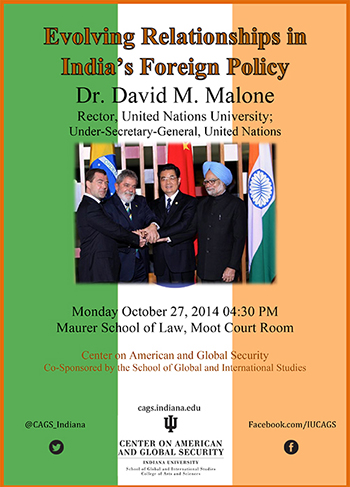 Evolving Relationships in
India's Foreign Policy
Dr. David M. Malone
Rector, United Nations University;
Under-Secretary-General, United Nations
Monday October 27, 2014 04:30 PM
Maurer School of Law, Moot Court Room
Center on American and Global Security
Co-Sponsored by the School of Global and International Studies
cags.indiana.edu
@CAGS_Indiana
Facebook.com/IUCAGS
CENTER ON AMERICAN
AND GLOBAL SECURITY
INDIANA UNIVERSITY
School of Global and International Studies
College of Arts and Sciences